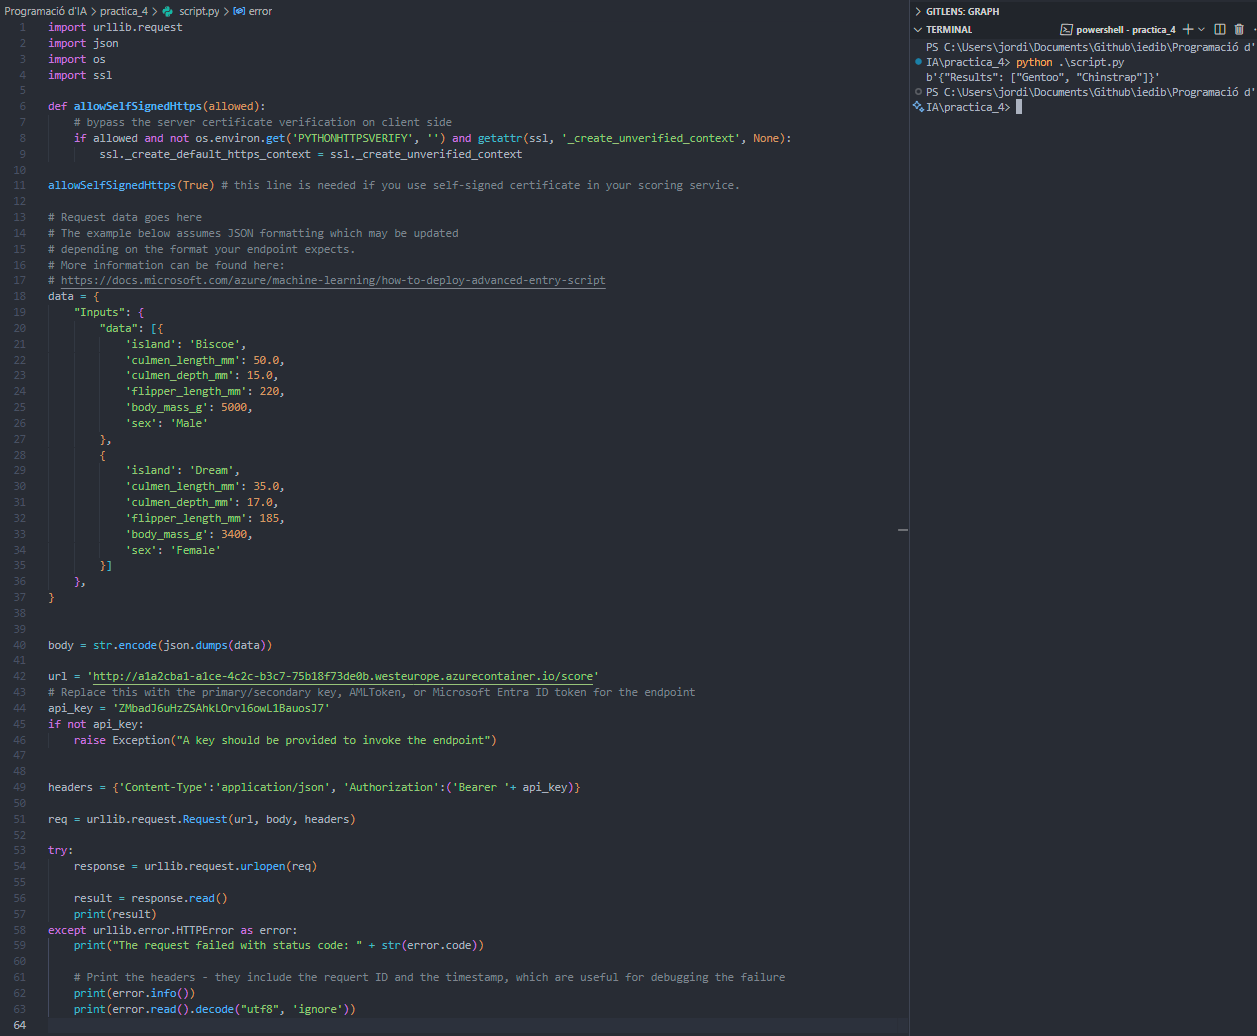 Programació d'IA > practica_4 > script.py > error
1 import urllib.request
2 import json
3 import os
4 import ssl
5
6 def allowSelfSignedHttps(allowed):
7     # bypass the server certificate verification on client side
8     if allowed and not os.environ.get('PYTHONHTTPSVERIFY', '') and getattr(ssl, '_create_unverified_context', None):
9         ssl._create_default_https_context = ssl._create_unverified_context
10
11 allowSelfSignedHttps(True) # this line is needed if you use self-signed certificate in your scoring service.
12
13 # Request data goes here
14 # The example below assumes JSON formatting which may be updated
15 # depending on the format your endpoint expects.
16 # More information can be found here:
17 # https://docs.microsoft.com/azure/machine-learning/how-to-deploy-advanced-entry-script
18 data = {
19     "Inputs": {
20         "data": [{
21             'island': 'Biscoe',
22             'culmen_length_mm': 50.0,
23             'culmen_depth_mm': 15.0,
24             'flipper_length_mm': 220,
25             'body_mass_g': 5000,
26             'sex': 'Male'
27         },
28         {
29             'island': 'Dream',
30             'culmen_length_mm': 35.0,
31             'culmen_depth_mm': 17.0,
32             'flipper_length_mm': 185,
33             'body_mass_g': 3400,
34             'sex': 'Female'
35         }]
36     },
37 }
38
39
40 body = str.encode(json.dumps(data))
41
42 url = 'http://a1a2cba1-a1ce-4c2c-b3c7-75b18f73de0b.westeurope.azurecontainer.io/score'
43 # Replace this with the primary/secondary key, AMLToken, or Microsoft Entra ID token for the endpoint
44 api_key = 'ZMbadJ6uHzZSAhkLOrvl6owL1BauosJ7'
45 if not api_key:
46     raise Exception("A key should be provided to invoke the endpoint")
47
48
49 headers = {'Content-Type':'application/json', 'Authorization':('Bearer '+ api_key)}
50
51 req = urllib.request.Request(url, body, headers)
52
53 try:
54     response = urllib.request.urlopen(req)
55
56     result = response.read()
57     print(result)
58 except urllib.error.HTTPError as error:
59     print("The request failed with status code: " + str(error.code))
60
61     # Print the headers - they include the requert ID and the timestamp, which are useful for debugging the failure
62     print(error.info())
63     print(error.read().decode("utf8", 'ignore'))
64
GITLENS: GRAPH
TERMINAL
powershell - practica_4
PS C:\Users\jordi\Documents\Github\iedib\Programació d'
IA\practica_4> python .\script.py
b'{"Results": ["Gentoo", "Chinstrap"]}'
PS C:\Users\jordi\Documents\Github\iedib\Programació d'
IA\practica_4>